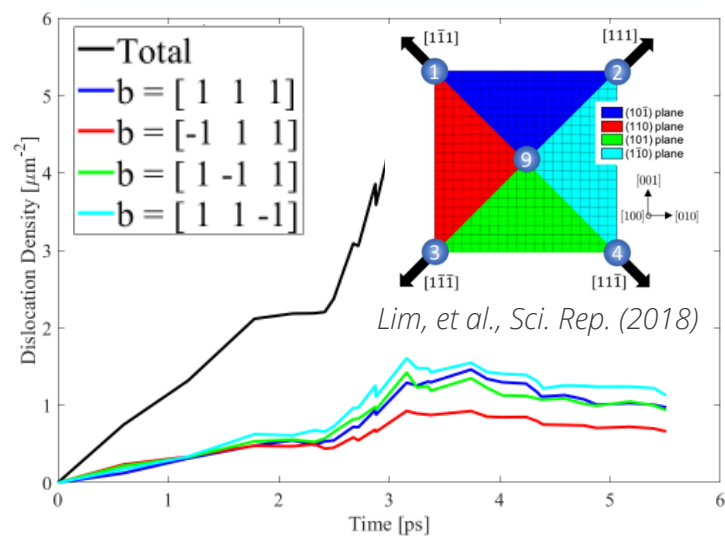 6
5
4
3
2
1
0
Dislocation Density [μm⁻²]
Total
b = [ 1 1 1]
b = [-1 1 1]
b = [ 1 -1 1]
b = [ 1 1 -1]
[11̄1]
[111]
1
2
9
3
4
(101̄) plane
(110) plane
(101) plane
(11̄0) plane
[001]
[100]
[010]
[11̄1̄]
[111̄]
Lim, et al., Sci. Rep. (2018)
0 1 2 3 4 5 6
Time [ps]